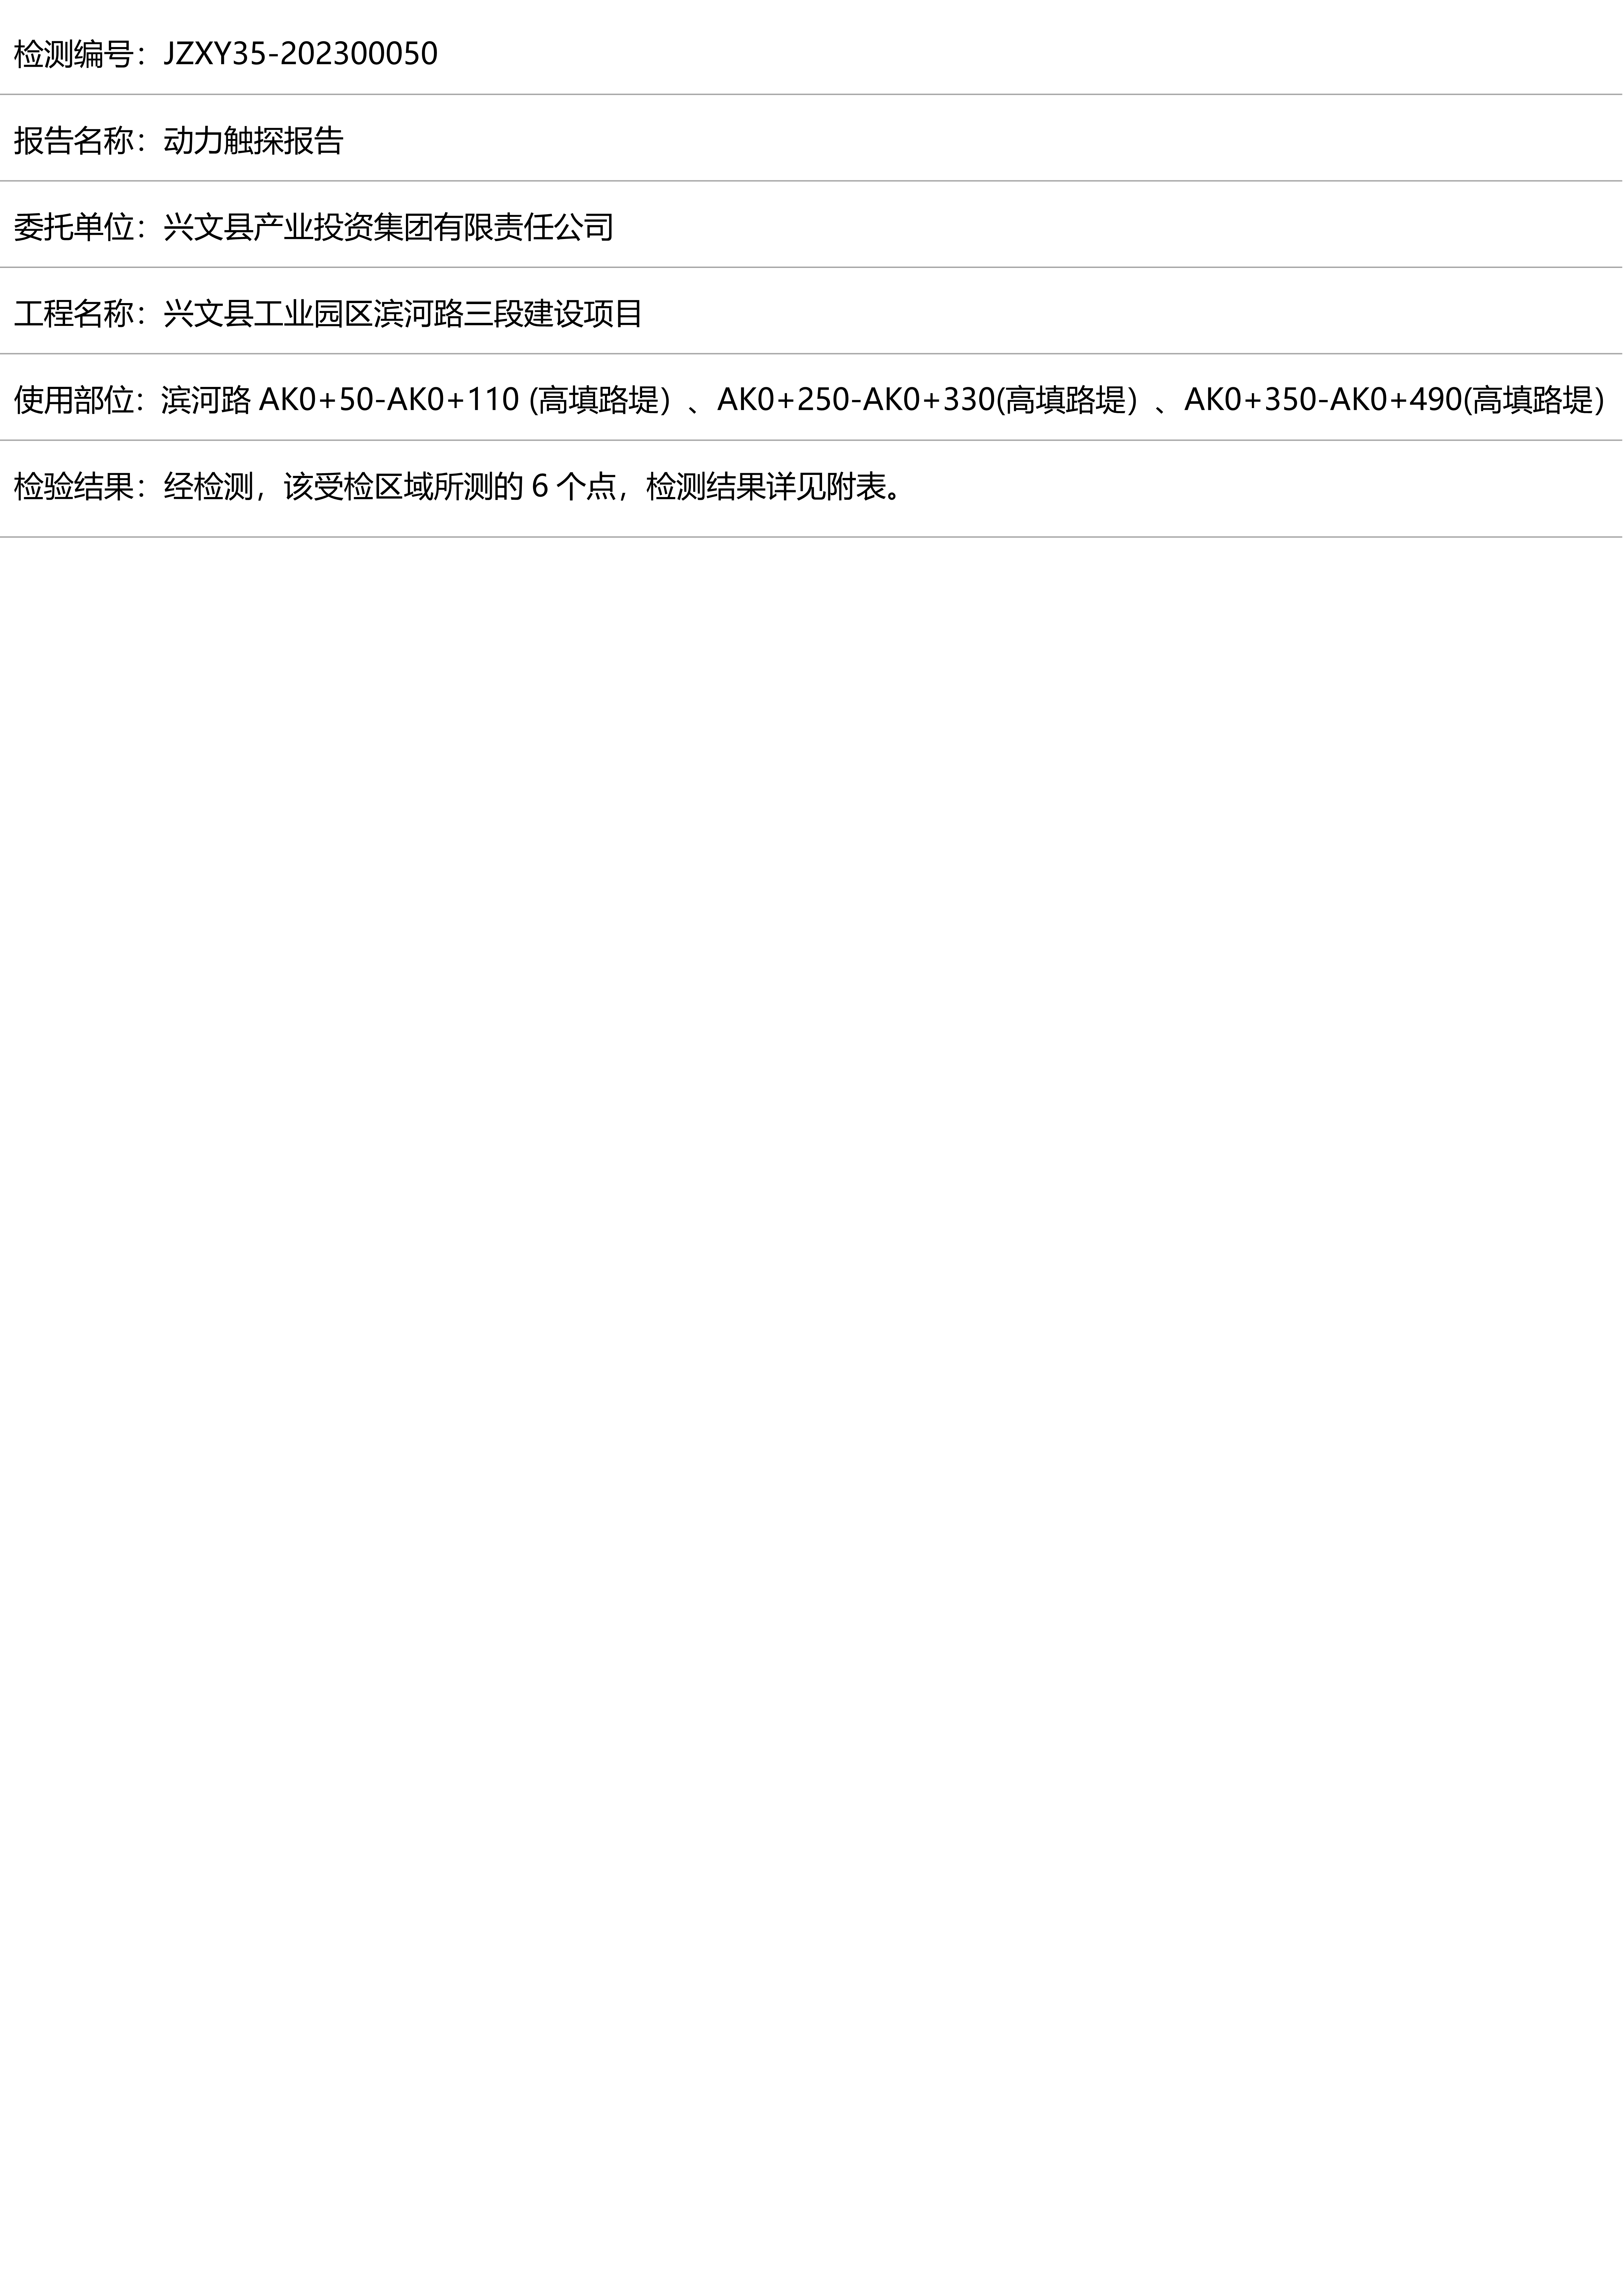 检测编号：JZXY35-202300050
报告名称：动力触探报告
委托单位：兴文县产业投资集团有限责任公司
工程名称：兴文县工业园区滨河路三段建设项目
使用部位：滨河路 AK0+50-AK0+110 (高填路堤）、AK0+250-AK0+330(高填路堤）、AK0+350-AK0+490(高填路堤）
检验结果：经检测，该受检区域所测的 6 个点，检测结果详见附表。